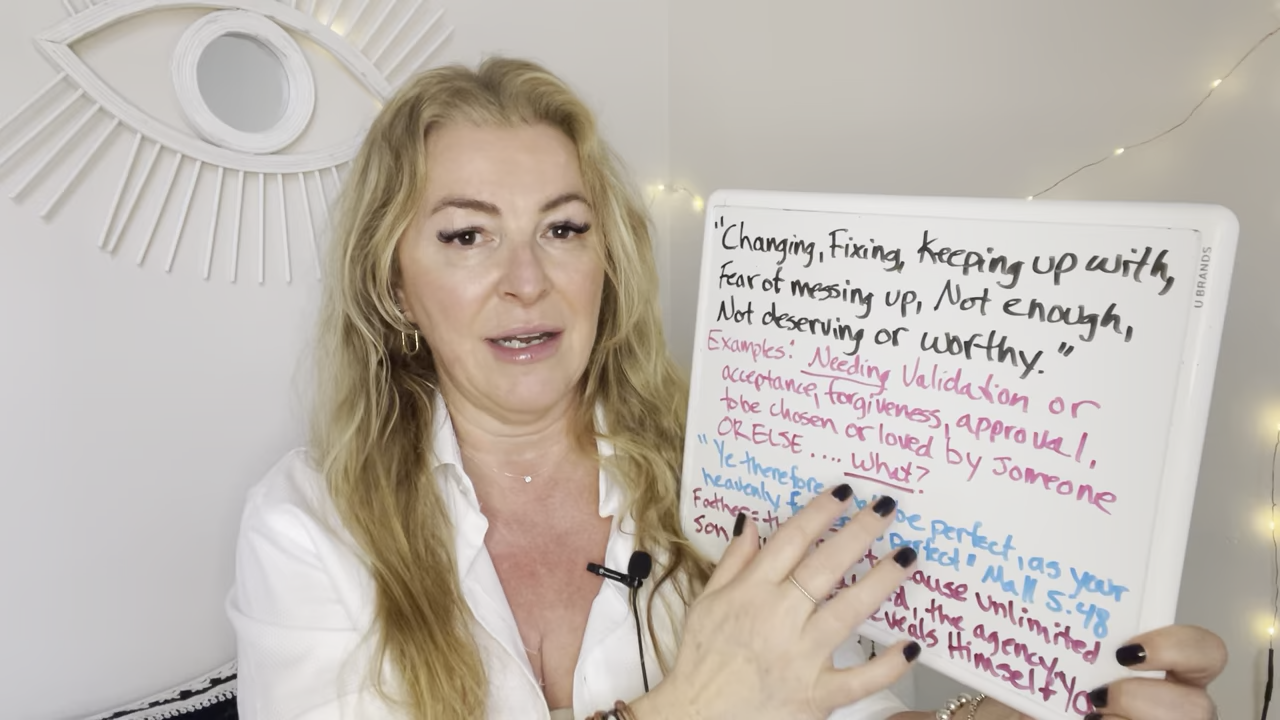 "Changing, Fixing, Keeping up with,
Fear of messing up, Not enough,
Not deserving or worthy."
Examples: Needing Validation or
acceptance, forgiveness, approval,
to be chosen or loved by Someone
OR ELSE .... What?
"Ye therefore be perfect, as your
heavenly perfect" Matt 5:48
cause unlimited
son the agency,
reveals Himself
U BRANDS